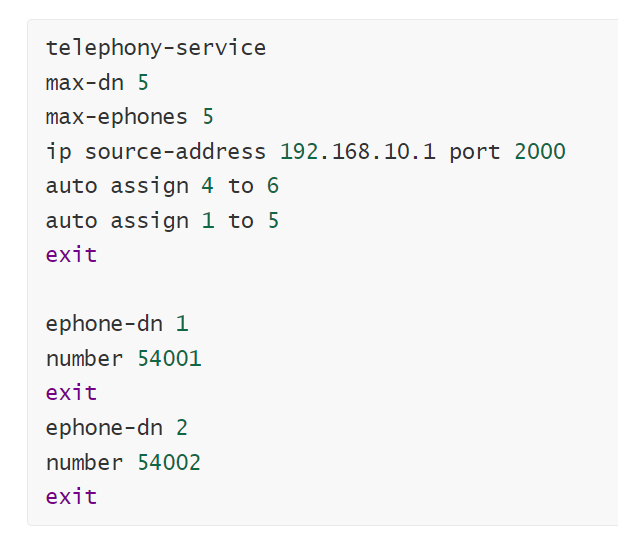 telephony-service
max-dn 5
max-ephones 5
ip source-address 192.168.10.1 port 2000
auto assign 4 to 6
auto assign 1 to 5
exit

ephone-dn 1
number 54001
exit
ephone-dn 2
number 54002
exit